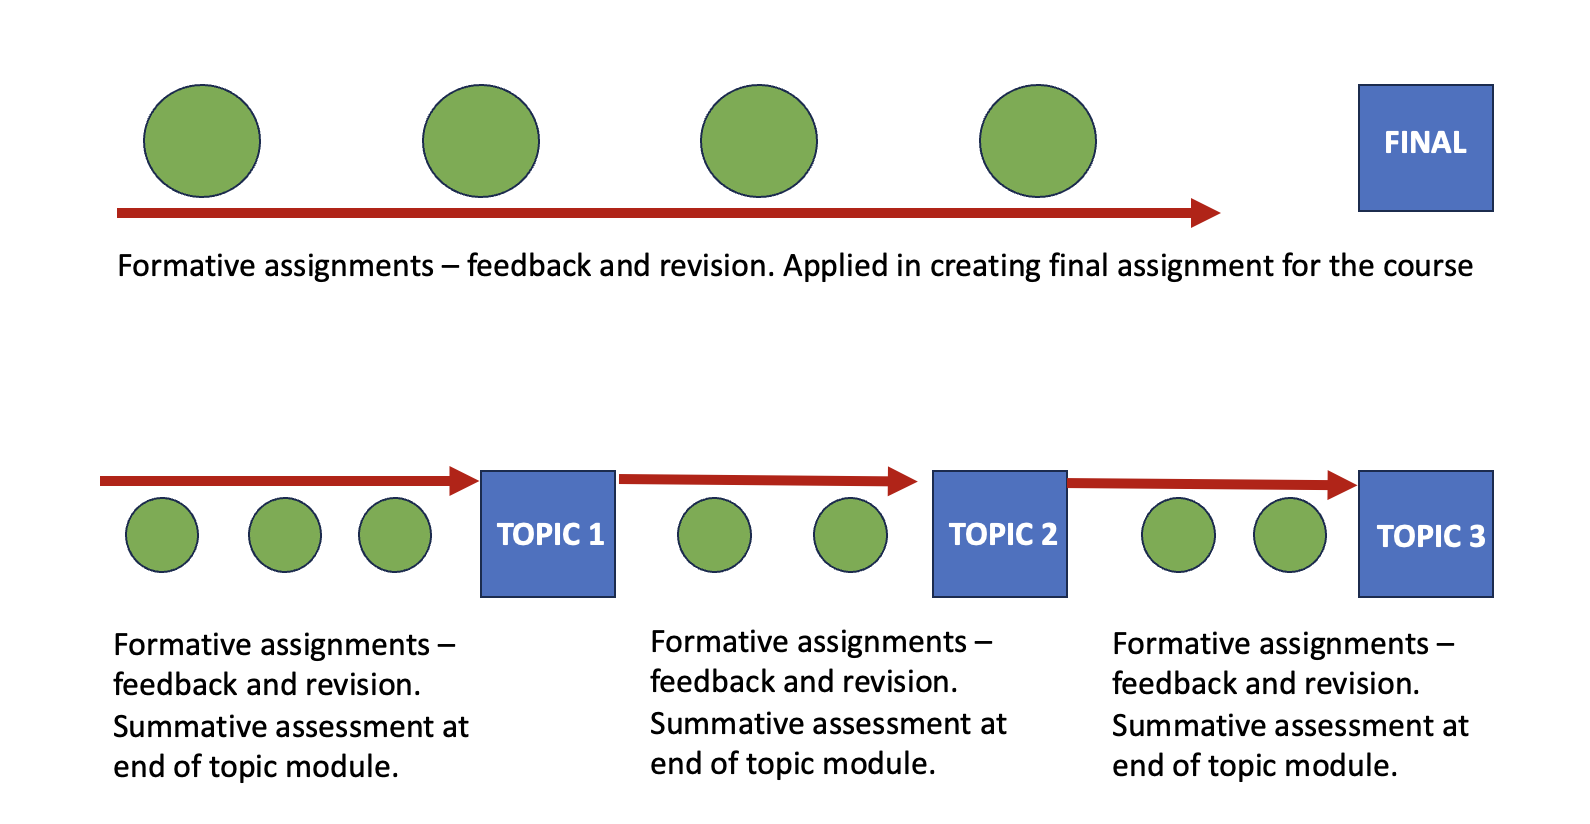 FINAL
Formative assignments – feedback and revision. Applied in creating final assignment for the course
TOPIC 1
TOPIC 2
TOPIC 3
Formative assignments –
feedback and revision.
Summative assessment at
end of topic module.
Formative assignments –
feedback and revision.
Summative assessment at
end of topic module.
Formative assignments –
feedback and revision.
Summative assessment at
end of topic module.